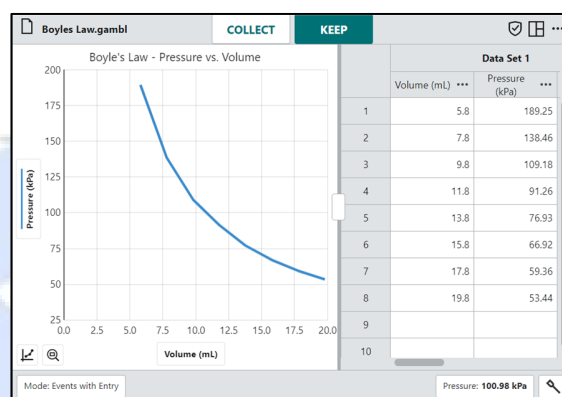 Boyles Law.gambl
COLLECT
KEEP
Boyle's Law - Pressure vs. Volume
200
175
150
125
100
75
50
25
Pressure (kPa)
0.0 2.5 5.0 7.5 10.0 12.5 15.0 17.5 20.0
Volume (mL)
Data Set 1
Volume (mL) ••• Pressure (kPa) •••
1 5.8 189.25
2 7.8 138.46
3 9.8 109.18
4 11.8 91.26
5 13.8 76.93
6 15.8 66.92
7 17.8 59.36
8 19.8 53.44
9
10
Mode: Events with Entry
Pressure: 100.98 kPa